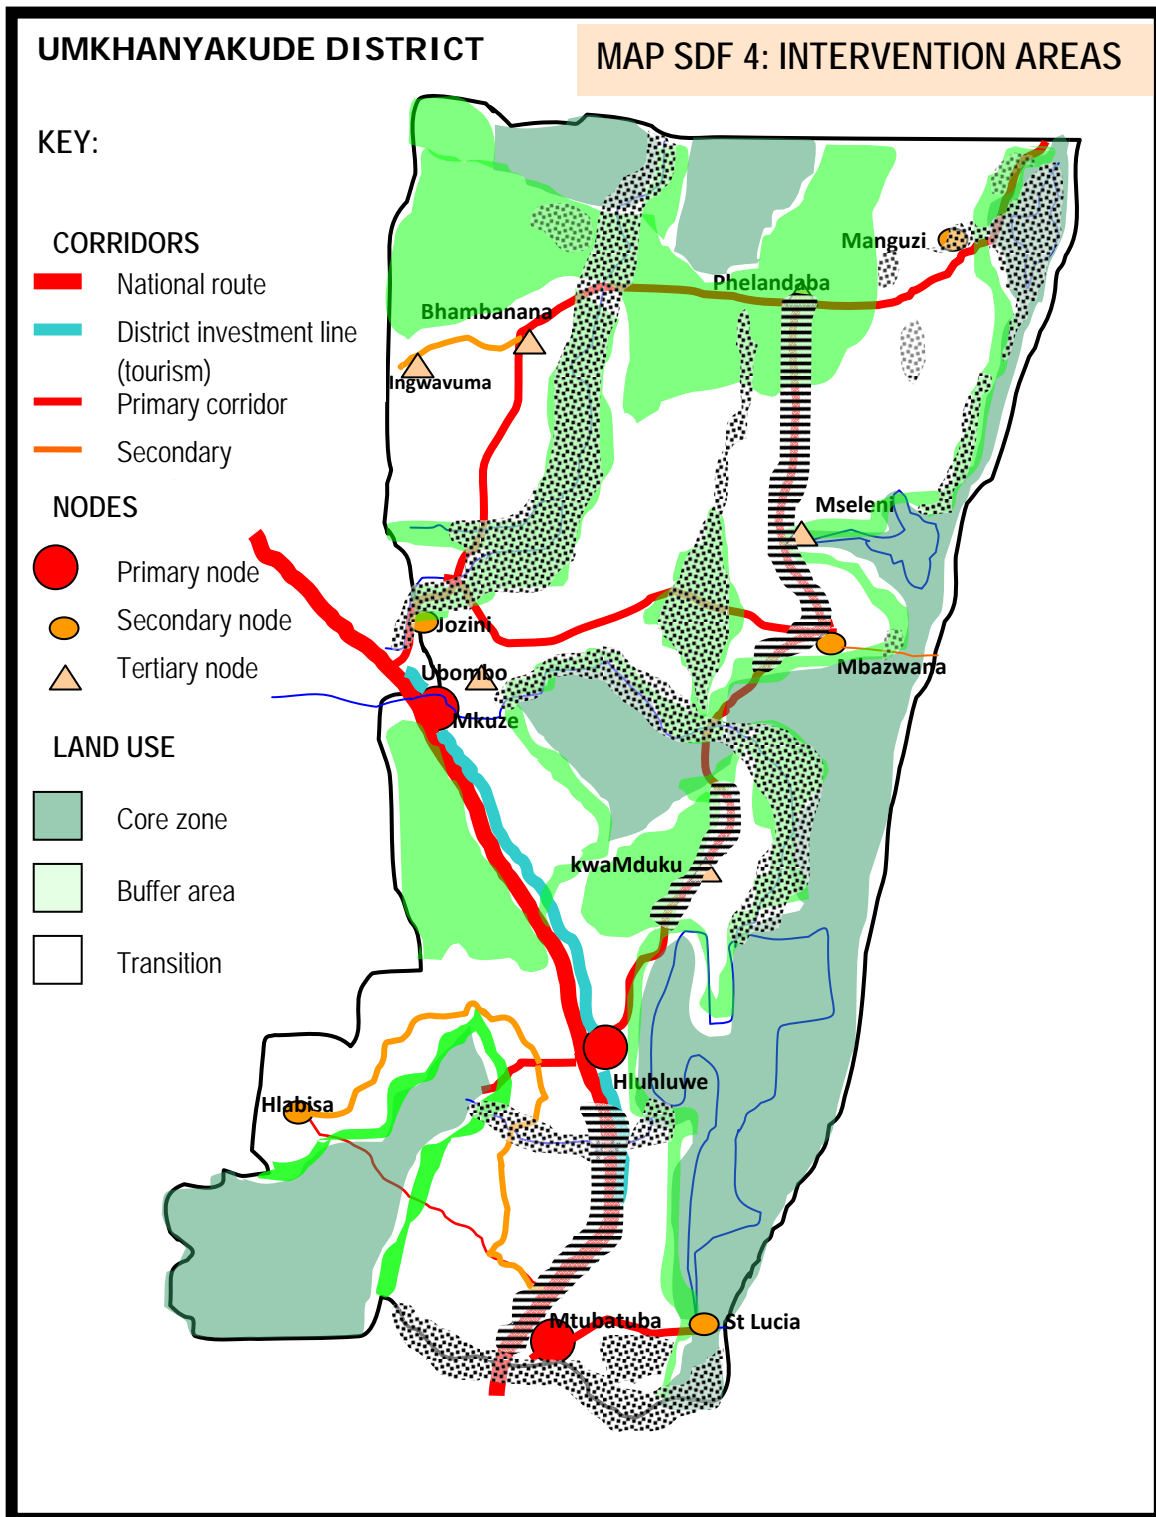 UMKHANYAKUDE DISTRICT
MAP SDF 4: INTERVENTION AREAS
KEY:
CORRIDORS
National route
District investment line
(tourism)
Primary corridor
Secondary
NODES
Primary node
Secondary node
Tertiary node
LAND USE
Core zone
Buffer area
Transition
Manguzi
Phelandaba
Bhambanana
Ingwavuma
Mseleni
Jozini
Ubombo
Mbazwana
Mkuze
kwaMduku
Hluhluwe
Hlabisa
Mtubatuba
St Lucia